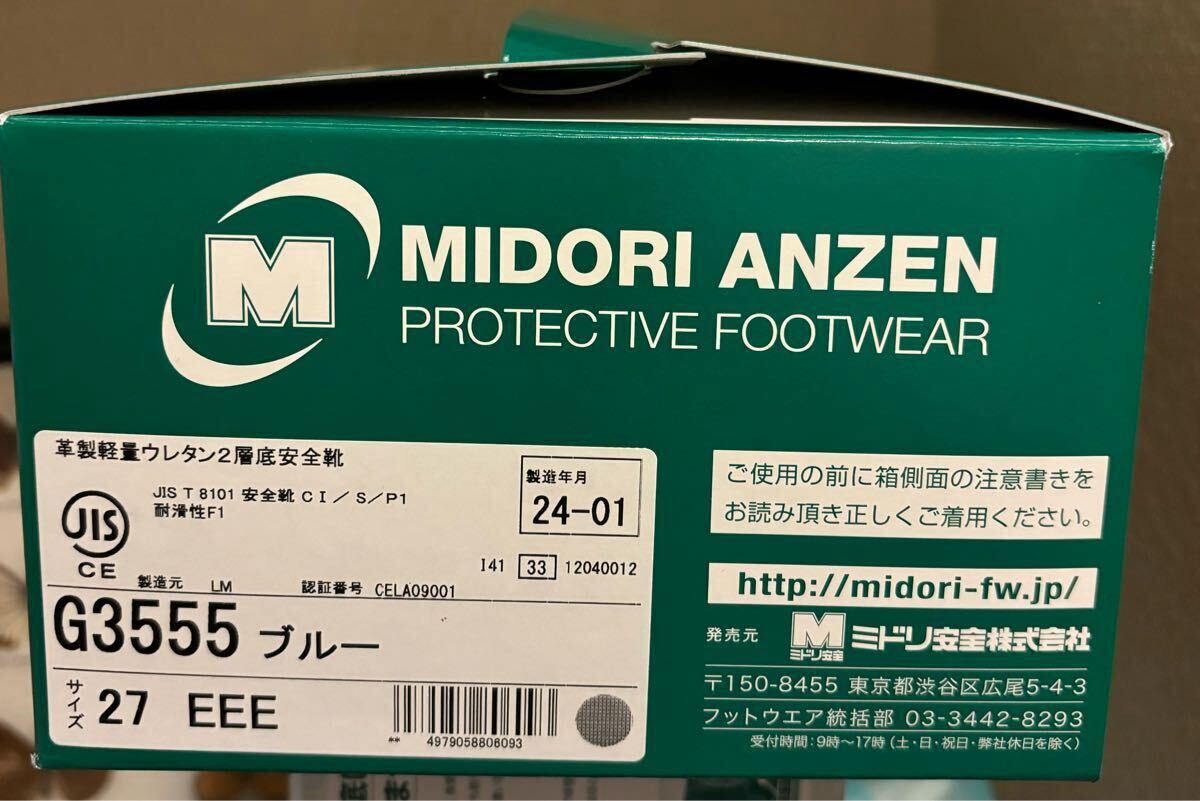 M
MIDORI ANZEN
PROTECTIVE FOOTWEAR
革製軽量ウレタン2層底安全靴
JIS
CE
JIS T 8101 安全靴 CI/S/P1
耐滑性F1
製造年月
24-01
I41 33 12040012
製造元 LM 認証番号 CELA09001
G3555 ブルー
サイズ 27 EEE
** 4979058806093
ご使用の前に箱側面の注意書きを
お読み頂き正しくご着用ください。
http://midori-fw.jp/
発売元 M ミドリ安全 ミドリ安全株式会社
〒150-8455 東京都渋谷区広尾5-4-3
フットウエア統括部 03-3442-8293
受付時間:9時〜17時(土・日・祝日・弊社休日を除く)